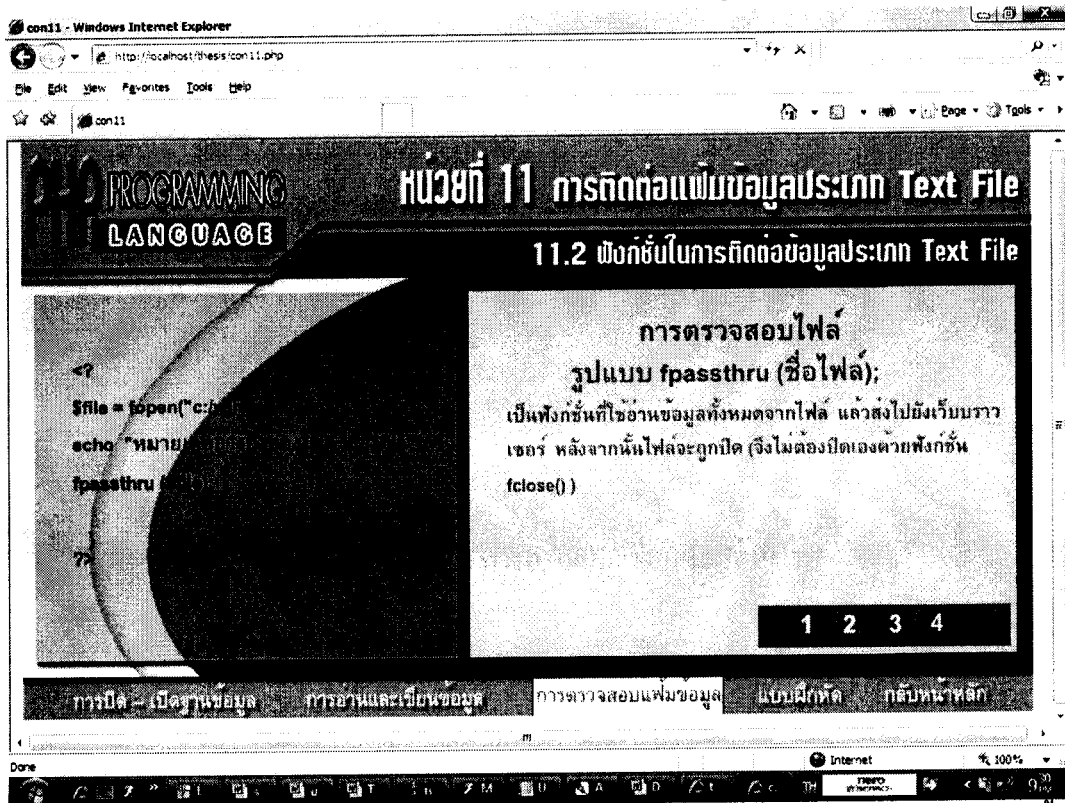 con11 - Windows Internet Explorer
http://localhost/thesis/con11.php
File Edit View Favorites Tools Help
con11
Page Tools
PHP PROGRAMMING
LANGUAGE
หน่วยที่ 11 การติดต่อแฟ้มข้อมูลประเภท Text File
11.2 ฟังก์ชั่นในการติดต่อข้อมูลประเภท Text File
<?
$file = fopen("c:/
echo "หมาย
fpassthru (
?>
การตรวจสอบไฟล์
รูปแบบ fpassthru (ชื่อไฟล์);
เป็นฟังก์ชั่นที่ใช้อ่านข้อมูลทั้งหมดจากไฟล์ แล้วส่งไปยังเว็บบราว
เซอร์ หลังจากนั้นไฟล์จะถูกปิด (จึงไม่ต้องปิดเองด้วยฟังก์ชั่น
fclose() )
1 2 3 4
การปิด – เปิดฐานข้อมูล การอ่านและเขียนข้อมูล การตรวจสอบแฟ้มข้อมูล แบบฝึกหัด กลับหน้าหลัก
Done Internet 100%
TH